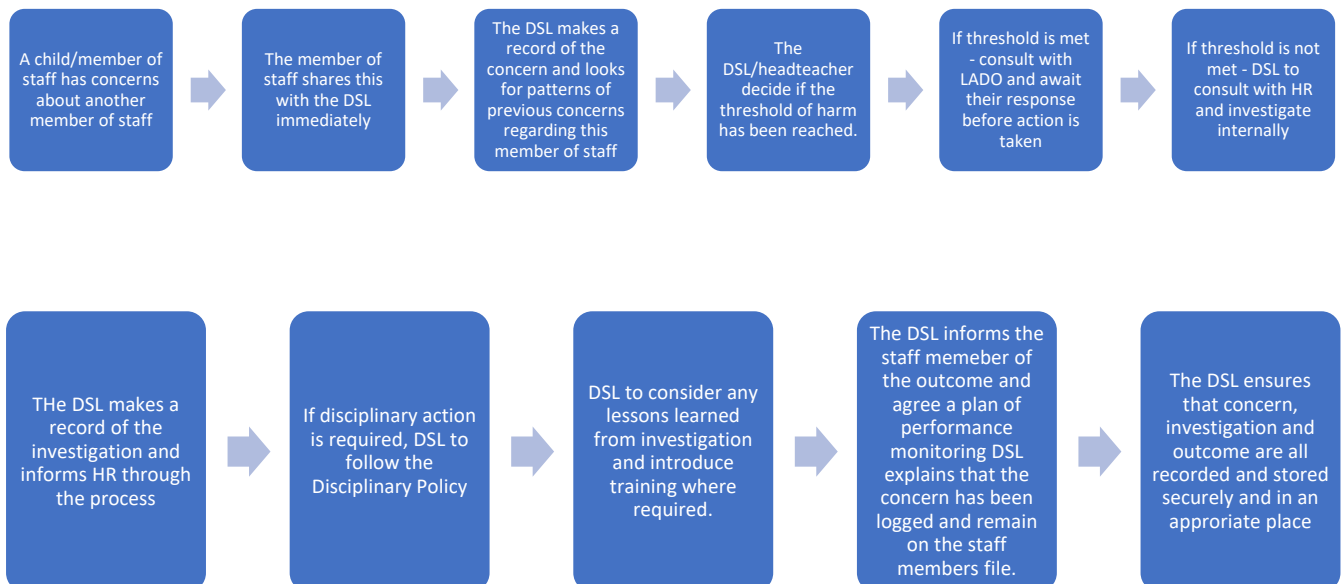 A child/member of
staff has concerns
about another
member of staff
The member of
staff shares this
with the DSL
immediately
The DSL makes a
record of the
concern and looks
for patterns of
previous concerns
regarding this
member of staff
The
DSL/headteacher
decide if the
threshold of harm
has been reached.
If threshold is met
- consult with
LADO and await
their response
before action is
taken
If threshold is not
met - DSL to
consult with HR
and investigate
internally
THe DSL makes a
record of the
investigation and
informs HR through
the process
If disciplinary action
is required, DSL to
follow the
Disciplinary Policy
DSL to consider any
lessons learned
from investigation
and introduce
training where
required.
The DSL informs the
staff memeber of
the outcome and
agree a plan of
performance
monitoring DSL
explains that the
concern has been
logged and remain
on the staff
members file.
The DSL ensures
that concern,
investigation and
outcome are all
recorded and stored
securely and in an
approriate place